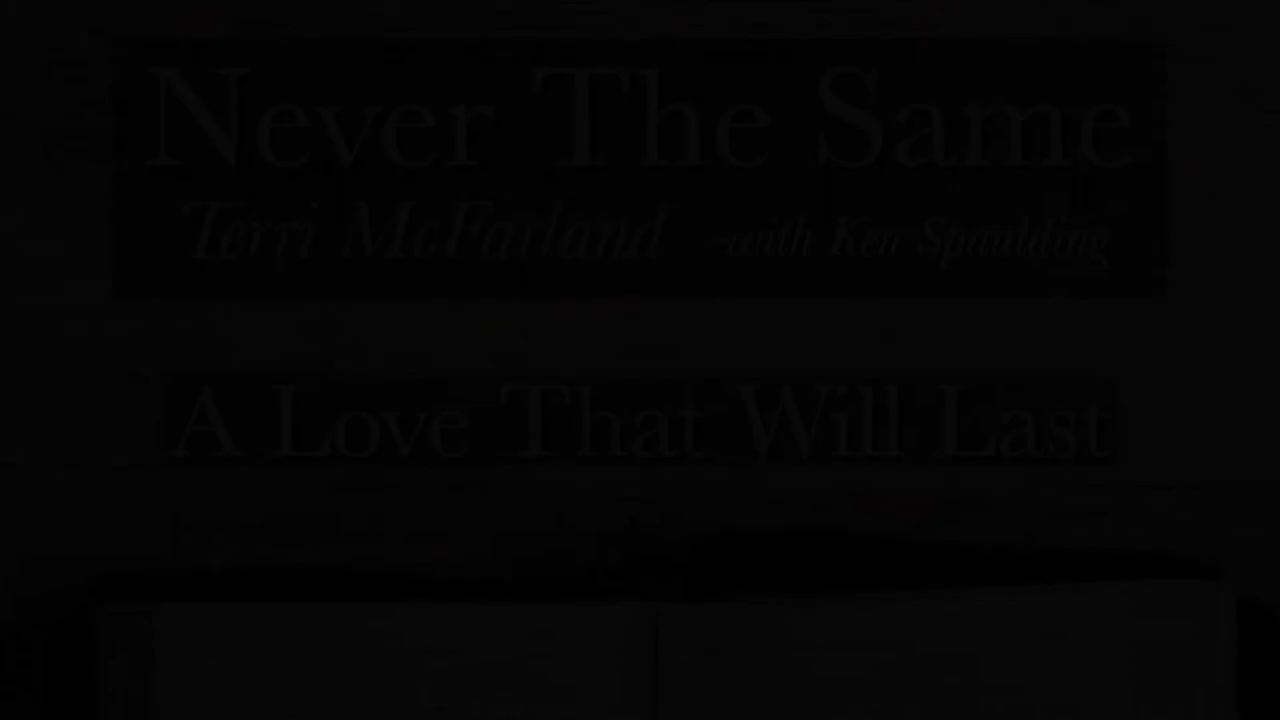 Never The Same
Terri McFarland -with Ken Spaulding
A Love That Will Last